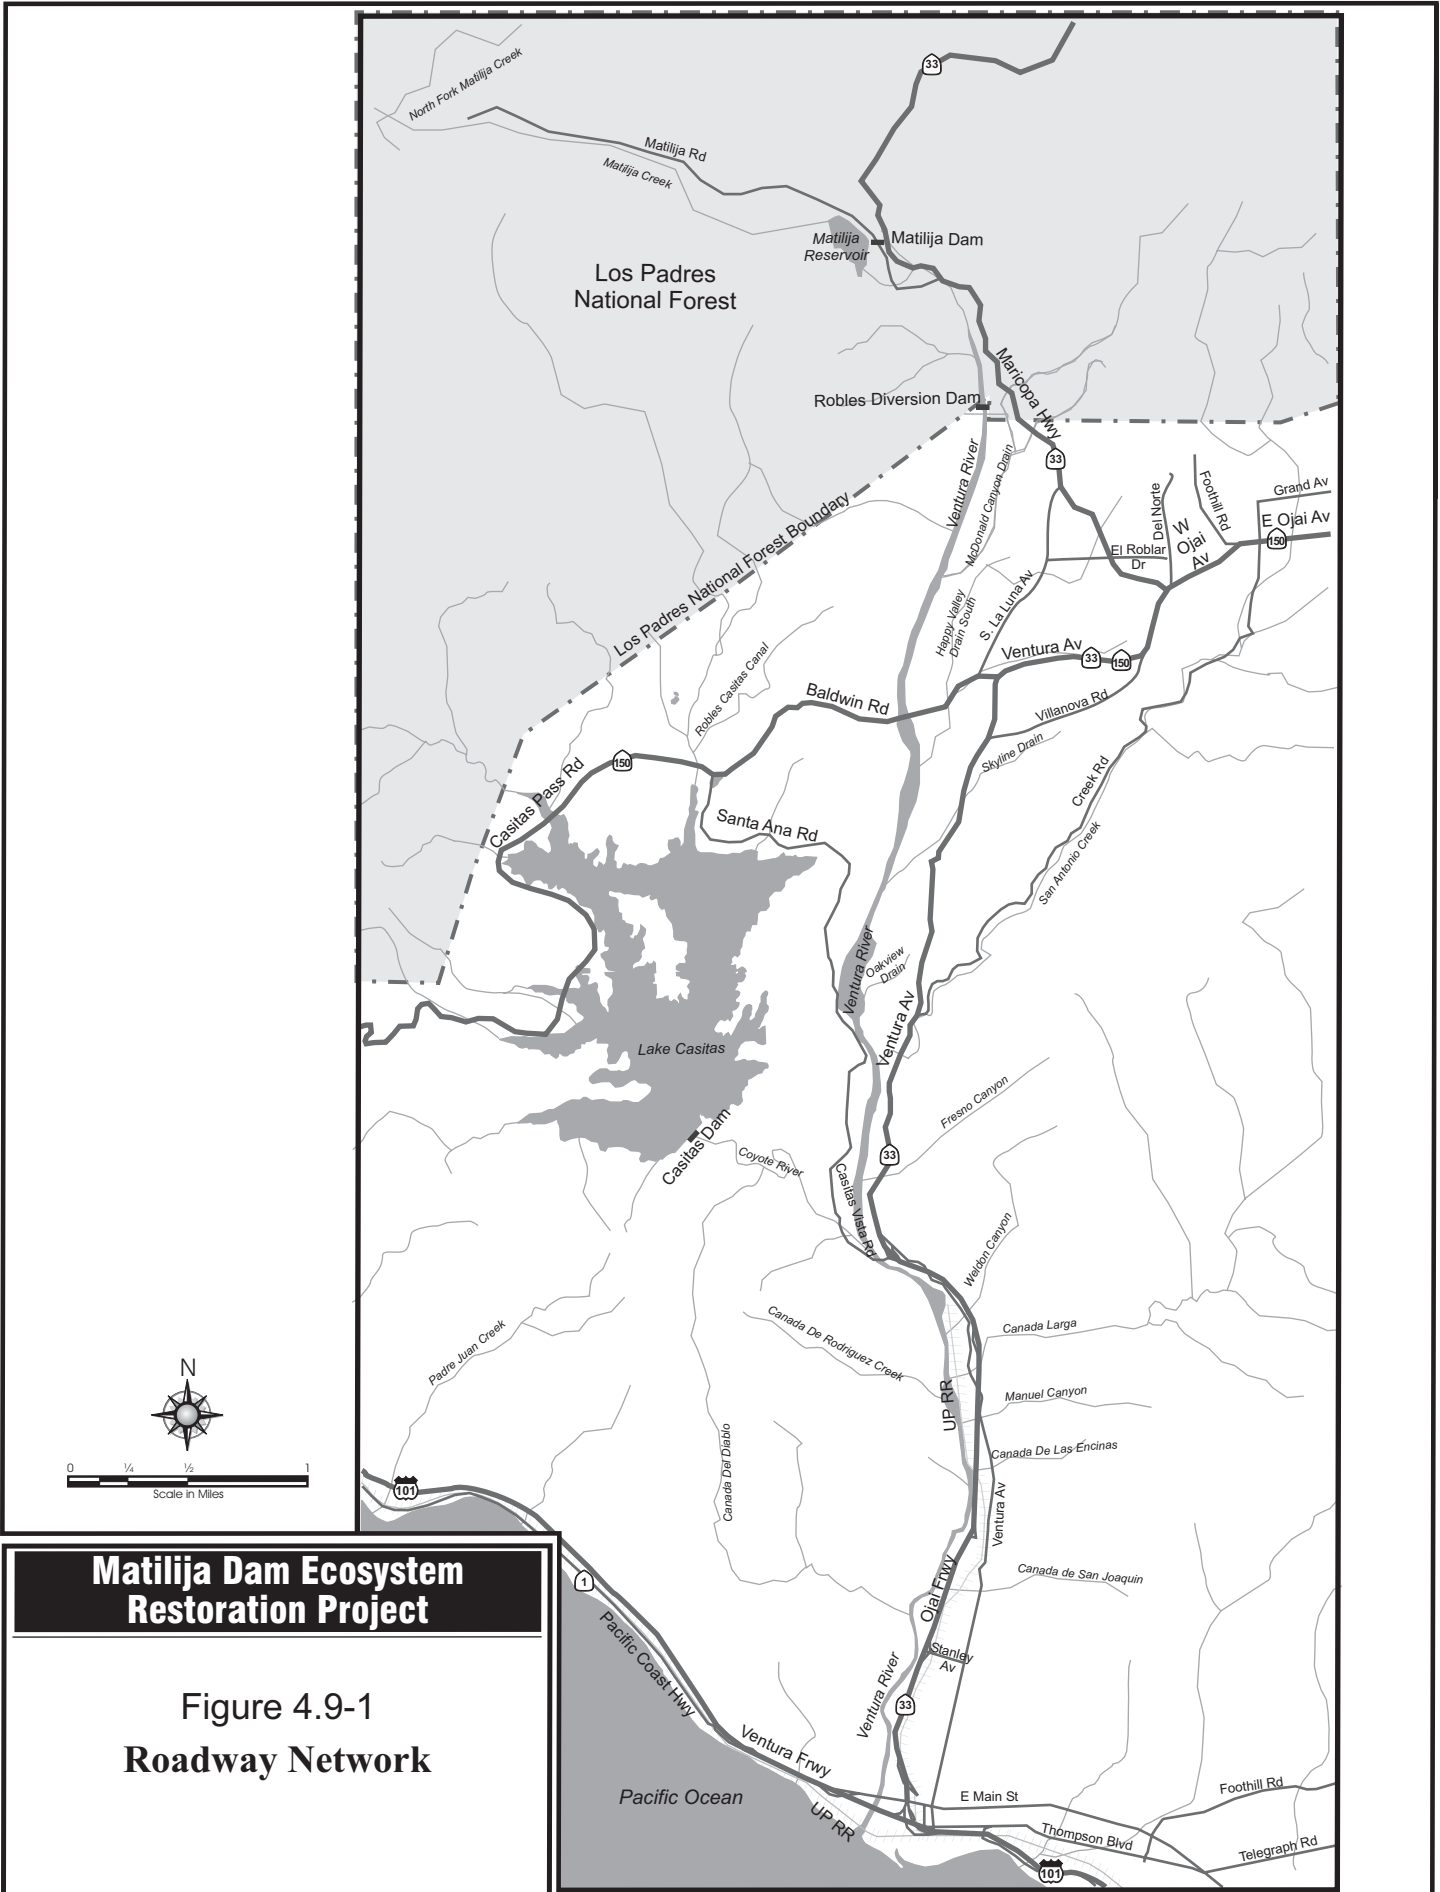 33
North Fork Matilija Creek
Matilija Rd
Matilija Creek
Matilija
Reservoir
Matilija Dam
Los Padres
National Forest
Maricopa Hwy
Robles Diversion Dam
33
Ventura River
McDonald Canyon Drain
Los Padres National Forest Boundary
Del Norte
Foothill Rd
Grand Av
W
Ojai
Av
E Ojai Av
150
El Roblar
Dr
S. La Luna Av
Happy Valley
Drain South
Ventura Av
33
150
Robles Casitas Canal
Baldwin Rd
Villanova Rd
Skyline Drain
150
Casitas Pass Rd
Santa Ana Rd
Creek Rd
San Antonio Creek
Ventura River
Oakview
Drain
Ventura Av
Lake Casitas
Casitas Dam
Coyote River
Fresno Canyon
33
Casitas Vista Rd
Weldon Canyon
Canada De Rodriguez Creek
Canada Larga
Padre Juan Creek
UP RR
Manuel Canyon
Canada Del Diablo
Canada De Las Encinas
Ventura Av
N
0
¼
½
1
Scale in Miles
101
1
Pacific Coast Hwy
Ojai Frwy
Canada de San Joaquin
Stanley
Av
Ventura River
33
Ventura Frwy
Pacific Ocean
UP RR
E Main St
Thompson Blvd
Foothill Rd
Telegraph Rd
101
Matilija Dam Ecosystem
Restoration Project
Figure 4.9-1
Roadway Network